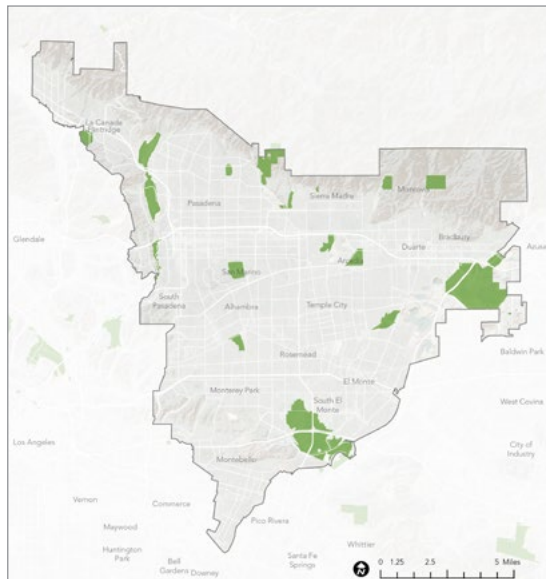 La Cañada
Flintridge
Pasadena
Sierra Madre
Monrovia
Glendale
Bradbury
Azusa
Duarte
Arcadia
San Marino
South
Pasadena
Alhambra
Temple City
Baldwin Park
Rosemead
El Monte
Monterey Park
West Covina
South El
Monte
Los Angeles
City of
Industry
Montebello
Vernon
Commerce
Maywood
Pico Rivera
Huntington
Park
Whittier
Bell
Gardens
Downey
Santa Fe
Springs
N
0 1.25 2.5 5 Miles